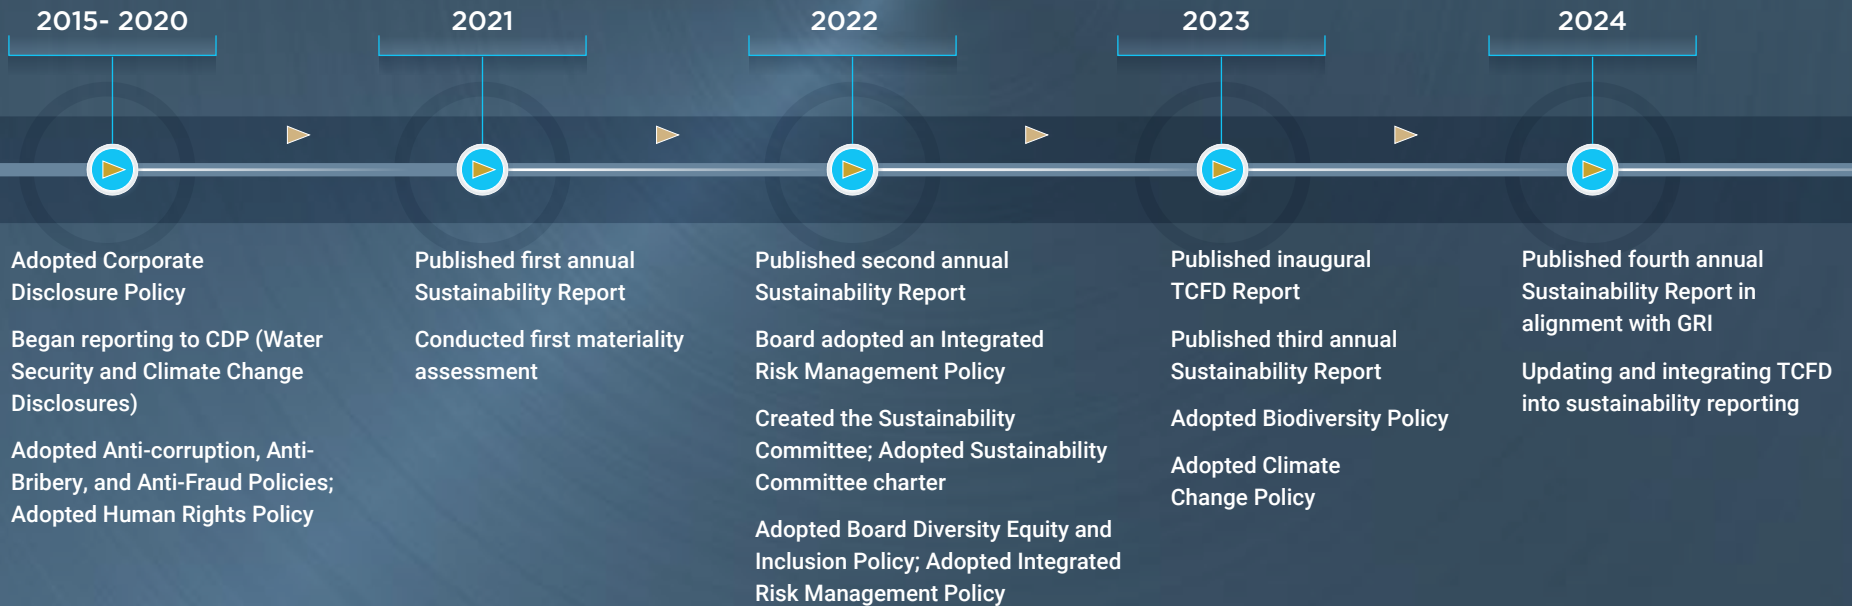 2015- 2020
Adopted Corporate
Disclosure Policy
Began reporting to CDP (Water
Security and Climate Change
Disclosures)
Adopted Anti-corruption, Anti-
Bribery, and Anti-Fraud Policies;
Adopted Human Rights Policy
2021
Published first annual
Sustainability Report
Conducted first materiality
assessment
2022
Published second annual
Sustainability Report
Board adopted an Integrated
Risk Management Policy
Created the Sustainability
Committee; Adopted Sustainability
Committee charter
Adopted Board Diversity Equity and
Inclusion Policy; Adopted Integrated
Risk Management Policy
2023
Published inaugural
TCFD Report
Published third annual
Sustainability Report
Adopted Biodiversity Policy
Adopted Climate
Change Policy
2024
Published fourth annual
Sustainability Report in
alignment with GRI
Updating and integrating TCFD
into sustainability reporting